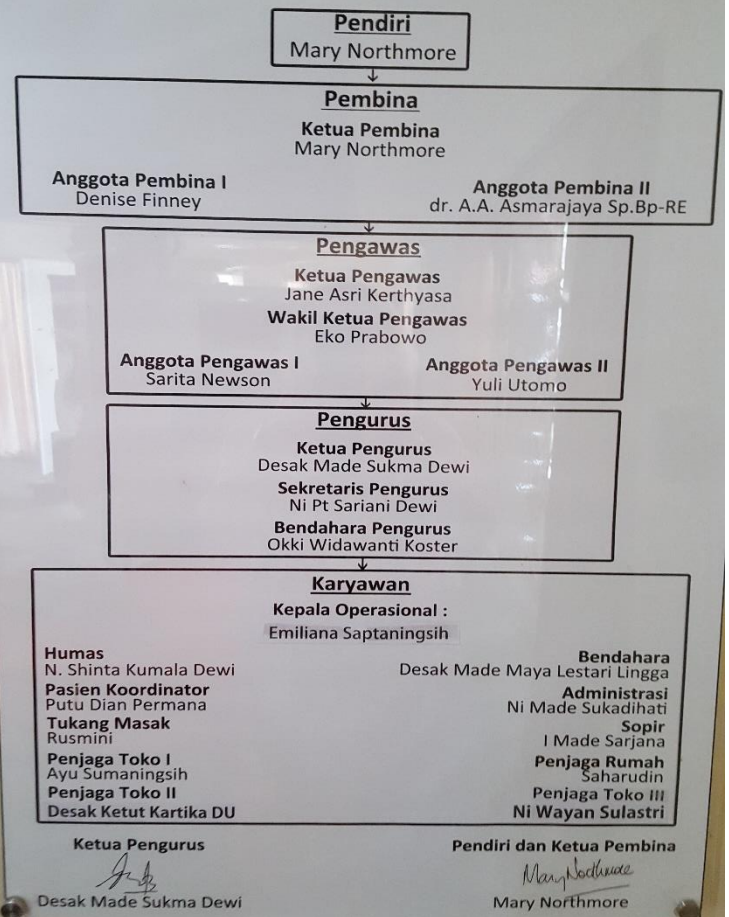 Pendiri
Mary Northmore
Pembina
Ketua Pembina
Mary Northmore
Anggota Pembina I
Denise Finney
Anggota Pembina II
dr. A.A. Asmarajaya Sp.Bp-RE
Pengawas
Ketua Pengawas
Jane Asri Kerthyasa
Wakil Ketua Pengawas
Eko Prabowo
Anggota Pengawas I
Sarita Newson
Anggota Pengawas II
Yuli Utomo
Pengurus
Ketua Pengurus
Desak Made Sukma Dewi
Sekretaris Pengurus
Ni Pt Sariani Dewi
Bendahara Pengurus
Okki Widawanti Koster
Karyawan
Kepala Operasional :
Emiliana Saptaningsih
Humas
N. Shinta Kumala Dewi
Pasien Koordinator
Putu Dian Permana
Tukang Masak
Rusmini
Penjaga Toko I
Ayu Sumaningsih
Penjaga Toko II
Desak Ketut Kartika DU
Bendahara
Desak Made Maya Lestari Lingga
Administrasi
Ni Made Sukadihati
Sopir
I Made Sarjana
Penjaga Rumah
Saharudin
Penjaga Toko III
Ni Wayan Sulastri
Ketua Pengurus
Desak Made Sukma Dewi
Pendiri dan Ketua Pembina
Mary Northmore
Mary Northmore